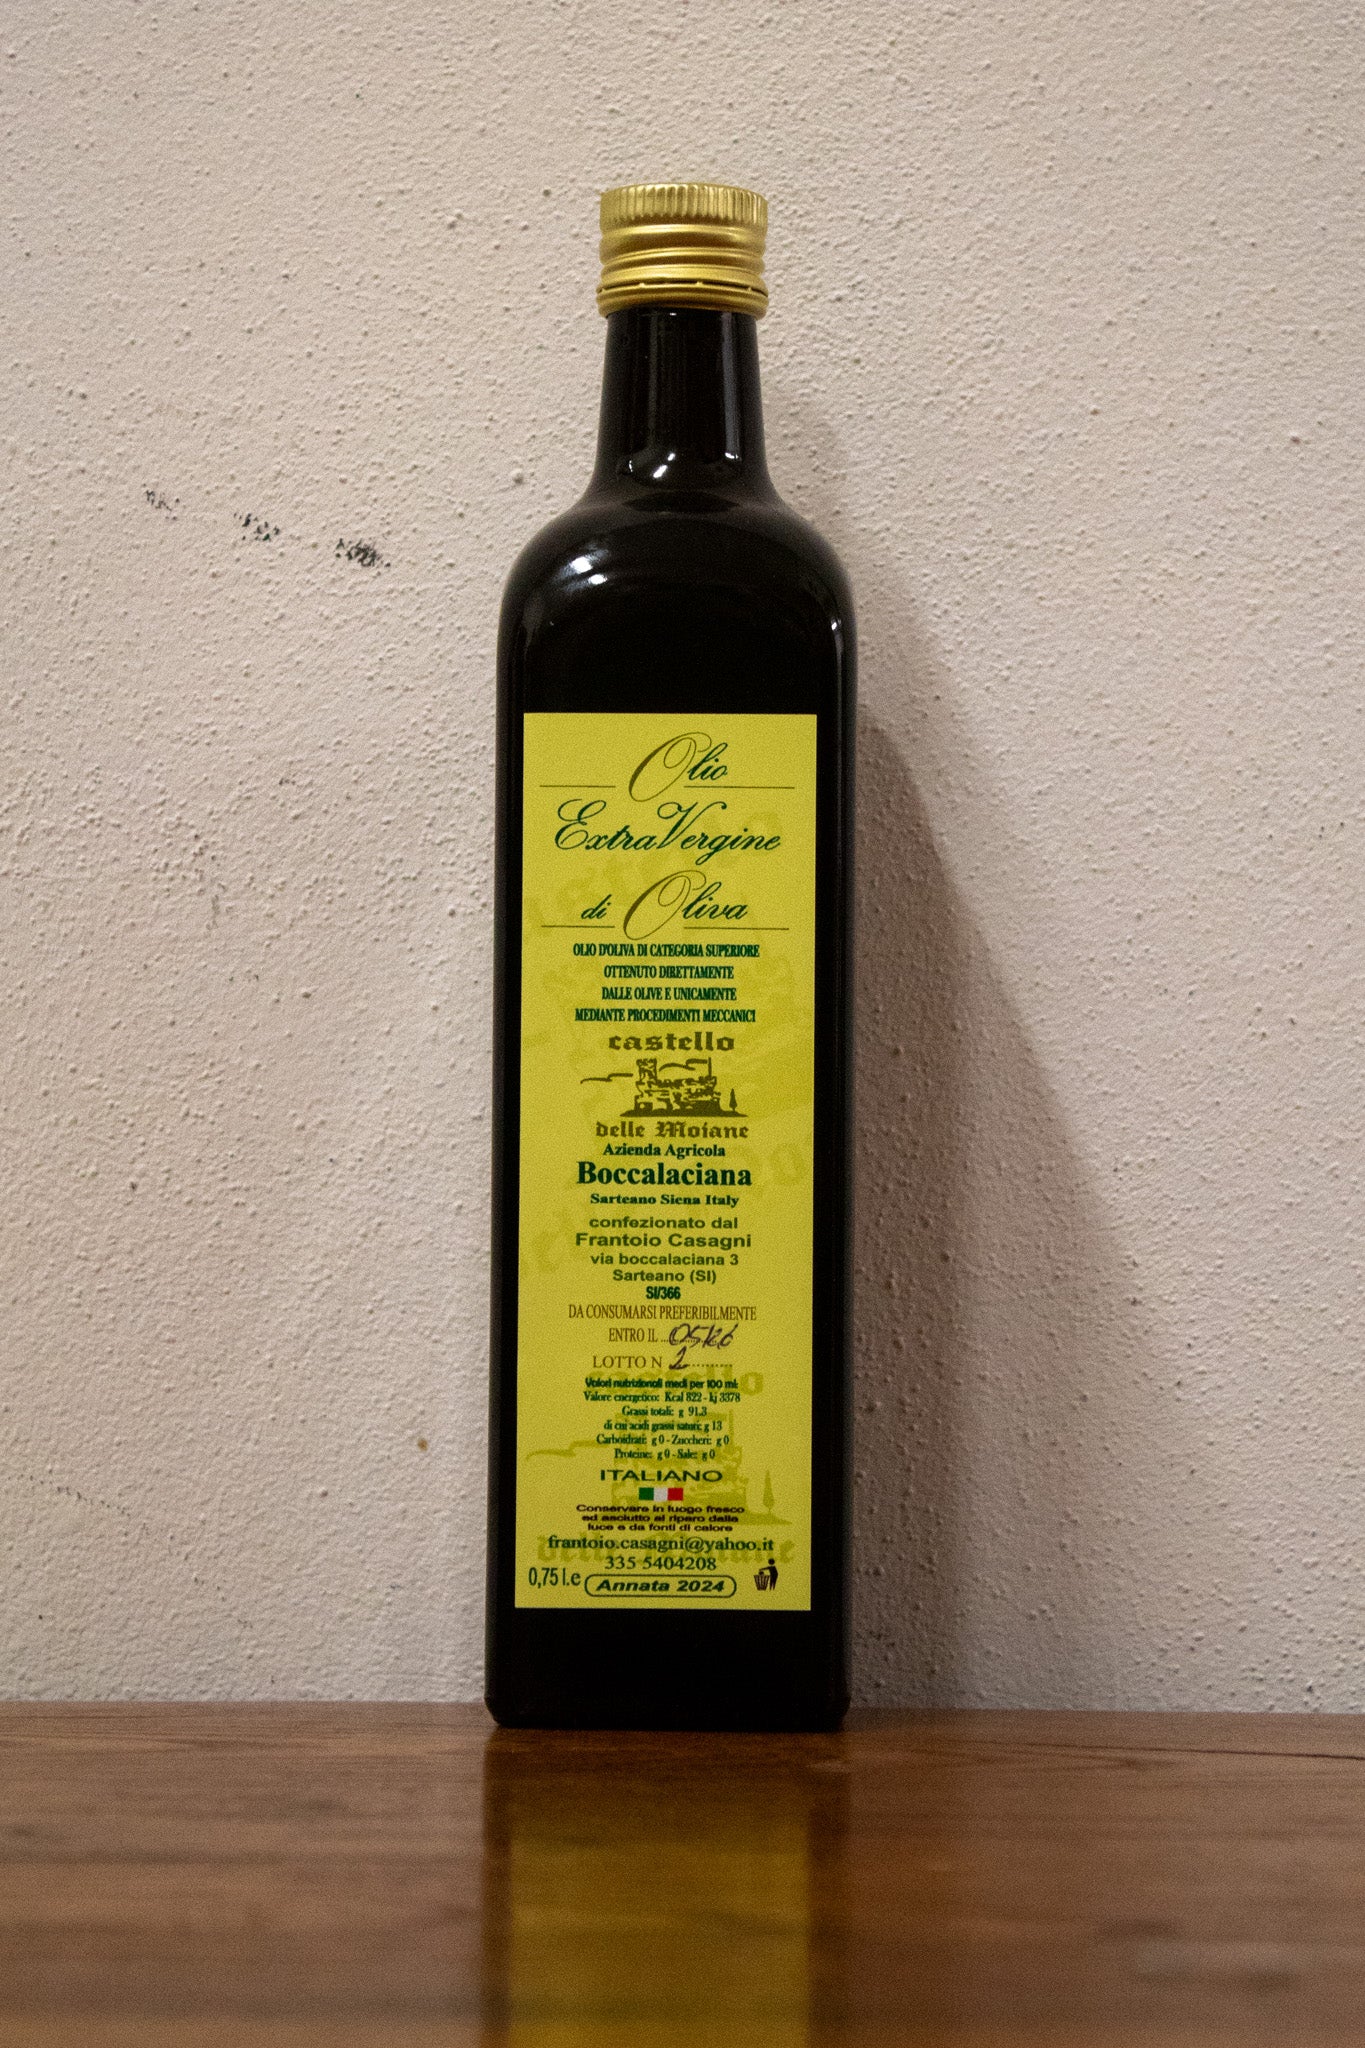 Olio
Extra Vergine
di Oliva
OLIO D'OLIVA DI CATEGORIA SUPERIORE
OTTENUTO DIRETTAMENTE
DALLE OLIVE E UNICAMENTE
MEDIANTE PROCEDIMENTI MECCANICI
castello
delle Moiane
Azienda Agricola
Boccalaciana
Sarteano Siena Italy
confezionato dal
Frantoio Casagni
via boccalaciana 3
Sarteano (SI)
SI/366
DA CONSUMARSI PREFERIBILMENTE
ENTRO IL 05/26
LOTTO N 2
Valori nutrizionali medi per 100 ml:
Valore energetico: Kcal 822 - kj 3378
Grassi totali: g 91.3
di cui acidi grassi saturi: g 13
Carboidrati: g 0 - Zuccheri: g 0
Proteine: g 0 - Sale: g 0
ITALIANO
Conservare in luogo fresco
ed asciutto al riparo dalla
luce e da fonti di calore
frantoio.casagni@yahoo.it
335 5404208
0,75 l.e Annata 2024